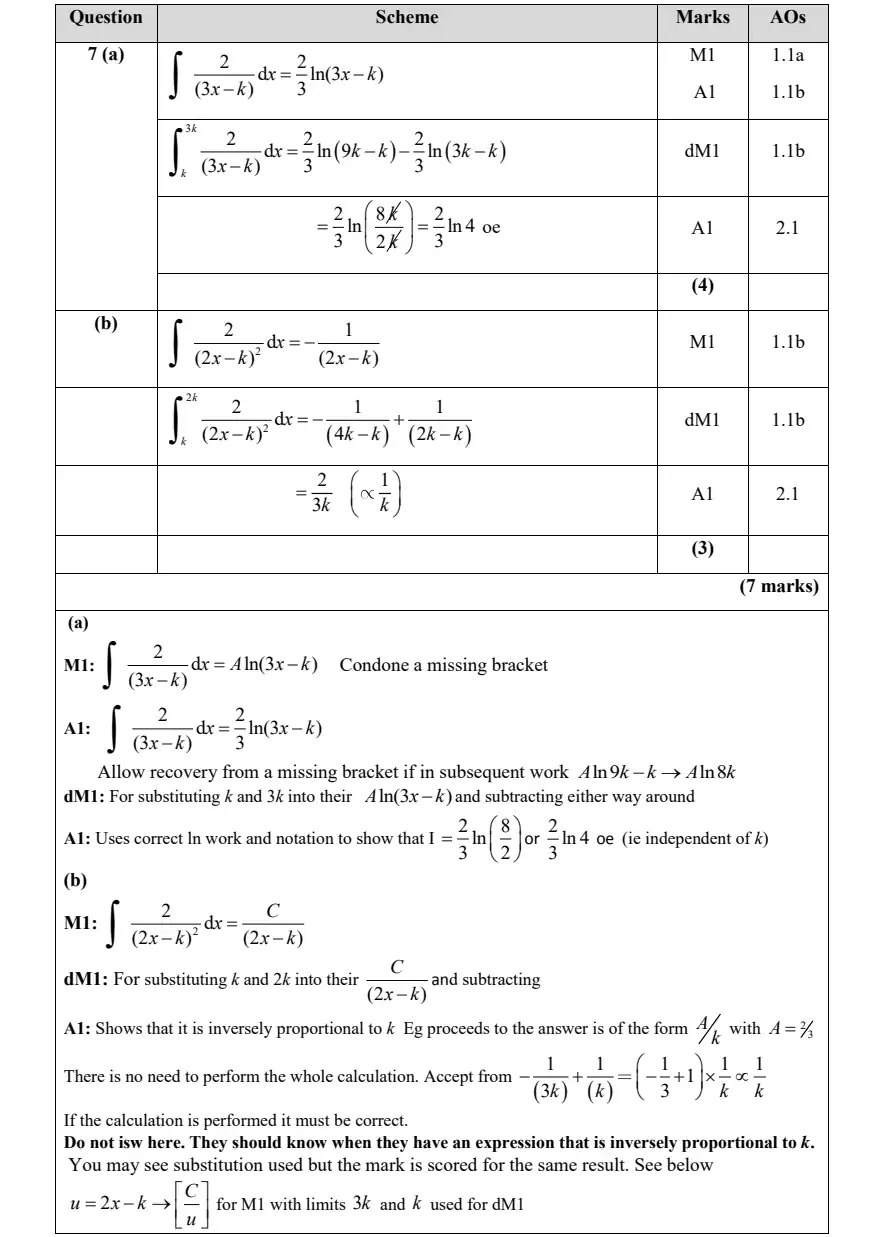 Question Scheme Marks AOs
7 (a) ∫ 2/(3x − k) dx = 2/3 ln(3x − k) M1 1.1a
A1 1.1b
∫_k^{3k} 2/(3x − k) dx = 2/3 ln(9k − k) − 2/3 ln(3k − k) dM1 1.1b
= 2/3 ln(8k/2k) = 2/3 ln 4 oe A1 2.1
(4)
(b) ∫ 2/(2x − k)² dx = − 1/(2x − k) M1 1.1b
∫_k^{2k} 2/(2x − k)² dx = − 1/(4k − k) + 1/(2k − k) dM1 1.1b
= 2/3k (∝ 1/k) A1 2.1
(3)
(7 marks)
(a)
M1: ∫ 2/(3x − k) dx = A ln(3x − k) Condone a missing bracket
A1: ∫ 2/(3x − k) dx = 2/3 ln(3x − k)
Allow recovery from a missing bracket if in subsequent work A ln 9k − k → A ln 8k
dM1: For substituting k and 3k into their A ln(3x − k) and subtracting either way around
A1: Uses correct ln work and notation to show that I = 2/3 ln(8/2) or 2/3 ln 4 oe (ie independent of k)
(b)
M1: ∫ 2/(2x − k)² dx = C/(2x − k)
dM1: For substituting k and 2k into their C/(2x − k) and subtracting
A1: Shows that it is inversely proportional to k Eg proceeds to the answer is of the form A/k with A = 2/3
There is no need to perform the whole calculation. Accept from − 1/(3k) + 1/(k) = (− 1/3 + 1) × 1/k ∝ 1/k
If the calculation is performed it must be correct.
Do not isw here. They should know when they have an expression that is inversely proportional to k.
You may see substitution used but the mark is scored for the same result. See below
u = 2x − k → [C/u] for M1 with limits 3k and k used for dM1